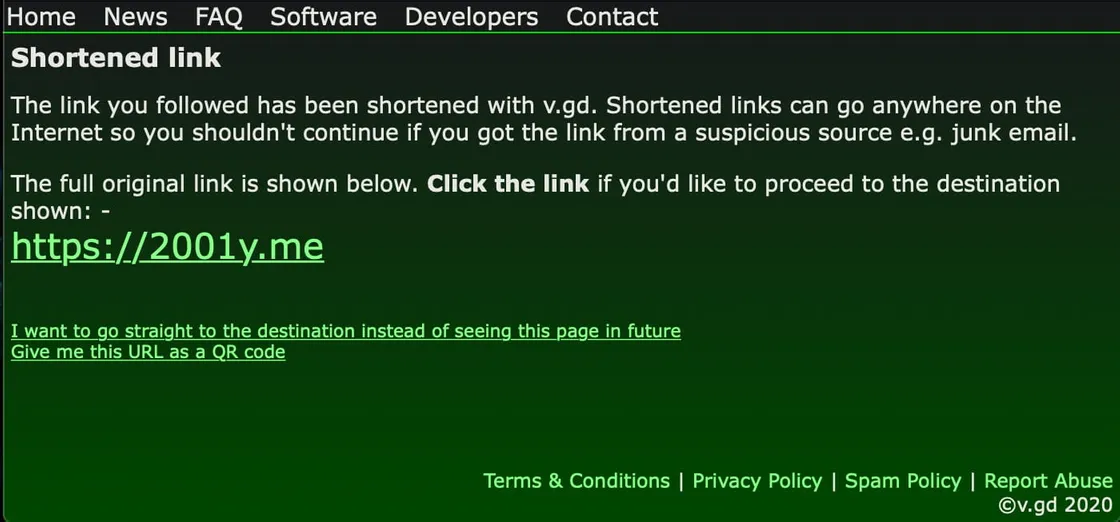 Home News FAQ Software Developers Contact
Shortened link
The link you followed has been shortened with v.gd. Shortened links can go anywhere on the
Internet so you shouldn't continue if you got the link from a suspicious source e.g. junk email.
The full original link is shown below. Click the link if you'd like to proceed to the destination
shown: -
https://2001y.me
I want to go straight to the destination instead of seeing this page in future
Give me this URL as a QR code
Terms & Conditions | Privacy Policy | Spam Policy | Report Abuse
©v.gd 2020